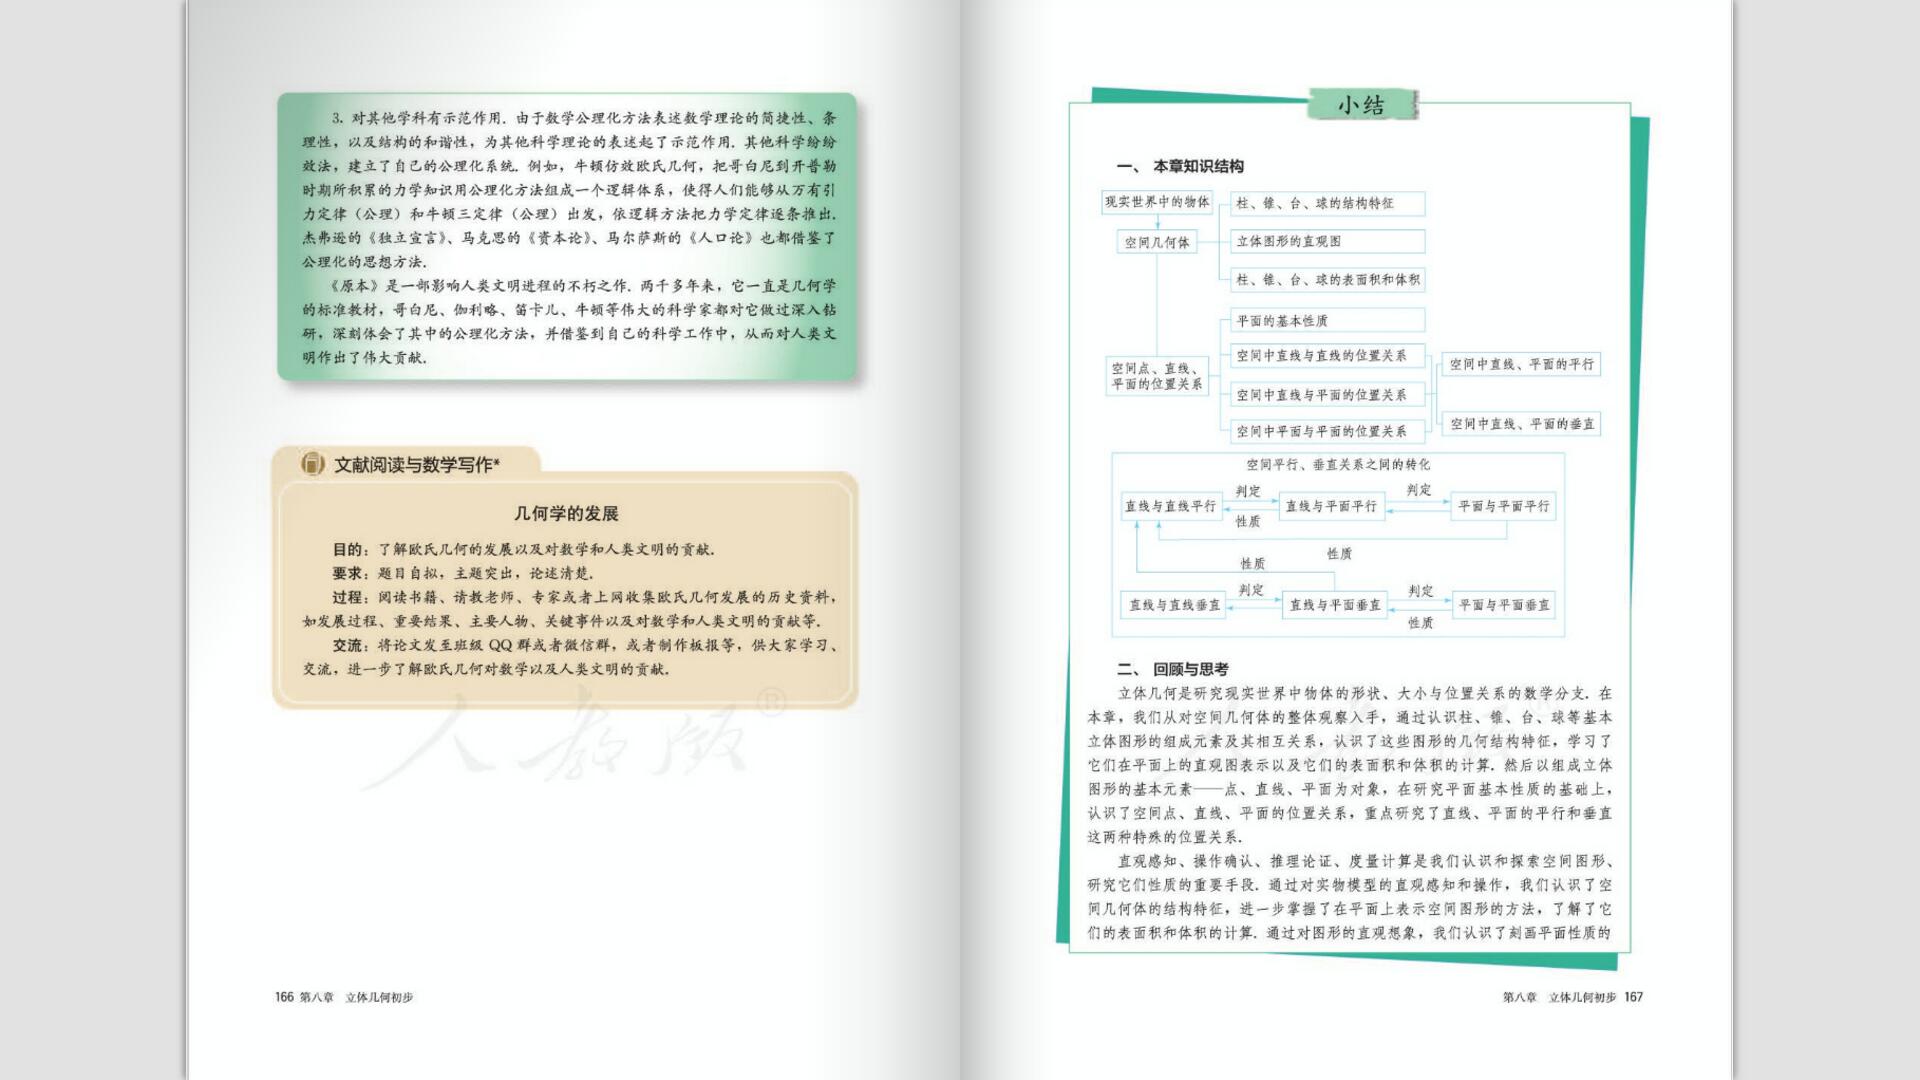 3. 对其他学科有示范作用. 由于数学公理化方法表述数学理论的简捷性、条
理性，以及结构的和谐性，为其他科学理论的表述起了示范作用. 其他科学纷纷
效法，建立了自己的公理化系统. 例如，牛顿仿效欧氏几何，把哥白尼到开普勒
时期所积累的力学知识用公理化方法组成一个逻辑体系，使得人们能够从万有引
力定律（公理）和牛顿三定律（公理）出发，依逻辑方法把力学定律逐条推出.
杰弗逊的《独立宣言》、马克思的《资本论》、马尔萨斯的《人口论》也都借鉴了
公理化的思想方法.
《原本》是一部影响人类文明进程的不朽之作. 两千多年来，它一直是几何学
的标准教材，哥白尼、伽利略、笛卡儿、牛顿等伟大的科学家都对它做过深入钻
研，深刻体会了其中的公理化方法，并借鉴到自己的科学工作中，从而对人类文
明作出了伟大贡献.
文献阅读与数学写作*
几何学的发展
目的：了解欧氏几何的发展以及对数学和人类文明的贡献.
要求：题目自拟，主题突出，论述清楚.
过程：阅读书籍、请教老师、专家或者上网收集欧氏几何发展的历史资料，
如发展过程、重要结果、主要人物、关键事件以及对数学和人类文明的贡献等.
交流：将论文发至班级 QQ 群或者微信群，或者制作板报等，供大家学习、
交流，进一步了解欧氏几何对数学以及人类文明的贡献.
人教版®
166 第八章 立体几何初步
小结
一、 本章知识结构
现实世界中的物体
柱、锥、台、球的结构特征
空间几何体
立体图形的直观图
柱、锥、台、球的表面积和体积
平面的基本性质
空间点、直线、
平面的位置关系
空间中直线与直线的位置关系
空间中直线与平面的位置关系
空间中平面与平面的位置关系
空间中直线、平面的平行
空间中直线、平面的垂直
空间平行、垂直关系之间的转化
判定
判定
直线与直线平行
直线与平面平行
平面与平面平行
性质
性质
性质
判定
判定
直线与直线垂直
直线与平面垂直
平面与平面垂直
性质
二、 回顾与思考
立体几何是研究现实世界中物体的形状、大小与位置关系的数学分支. 在
本章，我们从对空间几何体的整体观察入手，通过认识柱、锥、台、球等基本
立体图形的组成元素及其相互关系，认识了这些图形的几何结构特征，学习了
它们在平面上的直观图表示以及它们的表面积和体积的计算. 然后以组成立体
图形的基本元素——点、直线、平面为对象，在研究平面基本性质的基础上，
认识了空间点、直线、平面的位置关系，重点研究了直线、平面的平行和垂直
这两种特殊的位置关系.
直观感知、操作确认、推理论证、度量计算是我们认识和探索空间图形、
研究它们性质的重要手段. 通过对实物模型的直观感知和操作，我们认识了空
间几何体的结构特征，进一步掌握了在平面上表示空间图形的方法，了解了它
们的表面积和体积的计算. 通过对图形的直观想象，我们认识了刻画平面性质的
第八章 立体几何初步 167